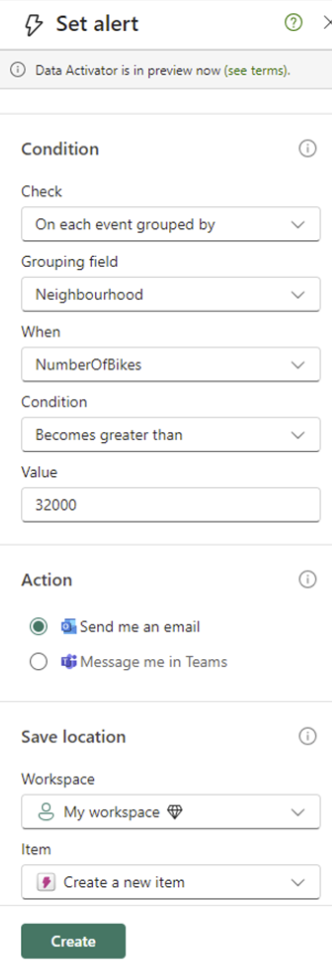 Set alert
Data Activator is in preview now (see terms).
Condition
Check
On each event grouped by
Grouping field
Neighbourhood
When
NumberOfBikes
Condition
Becomes greater than
Value
32000
Action
Send me an email
Message me in Teams
Save location
Workspace
My workspace
Item
Create a new item
Create